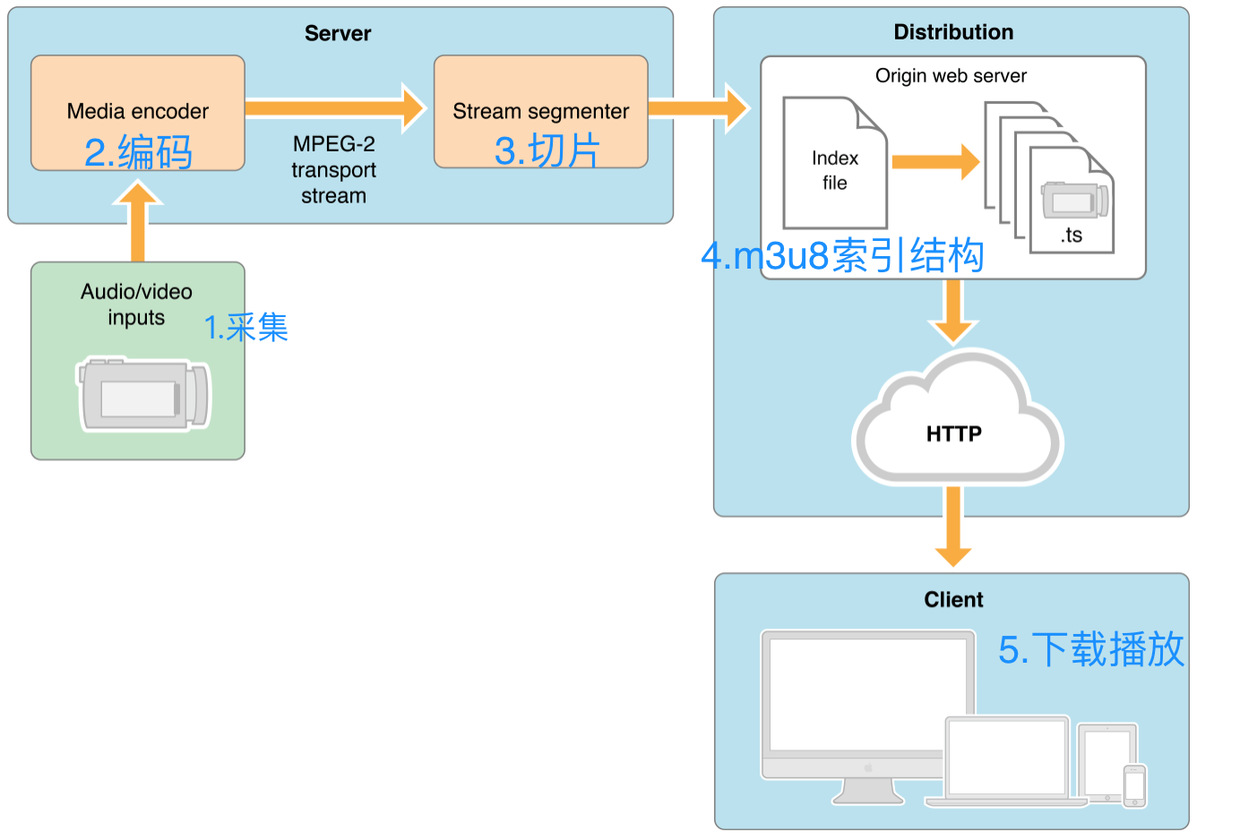 Server
Media encoder
2.编码
MPEG-2
transport
stream
Stream segmenter
3.切片
Audio/video
inputs
1.采集
Distribution
Origin web server
Index
file
.ts
4.m3u8索引结构
HTTP
Client
5.下载播放